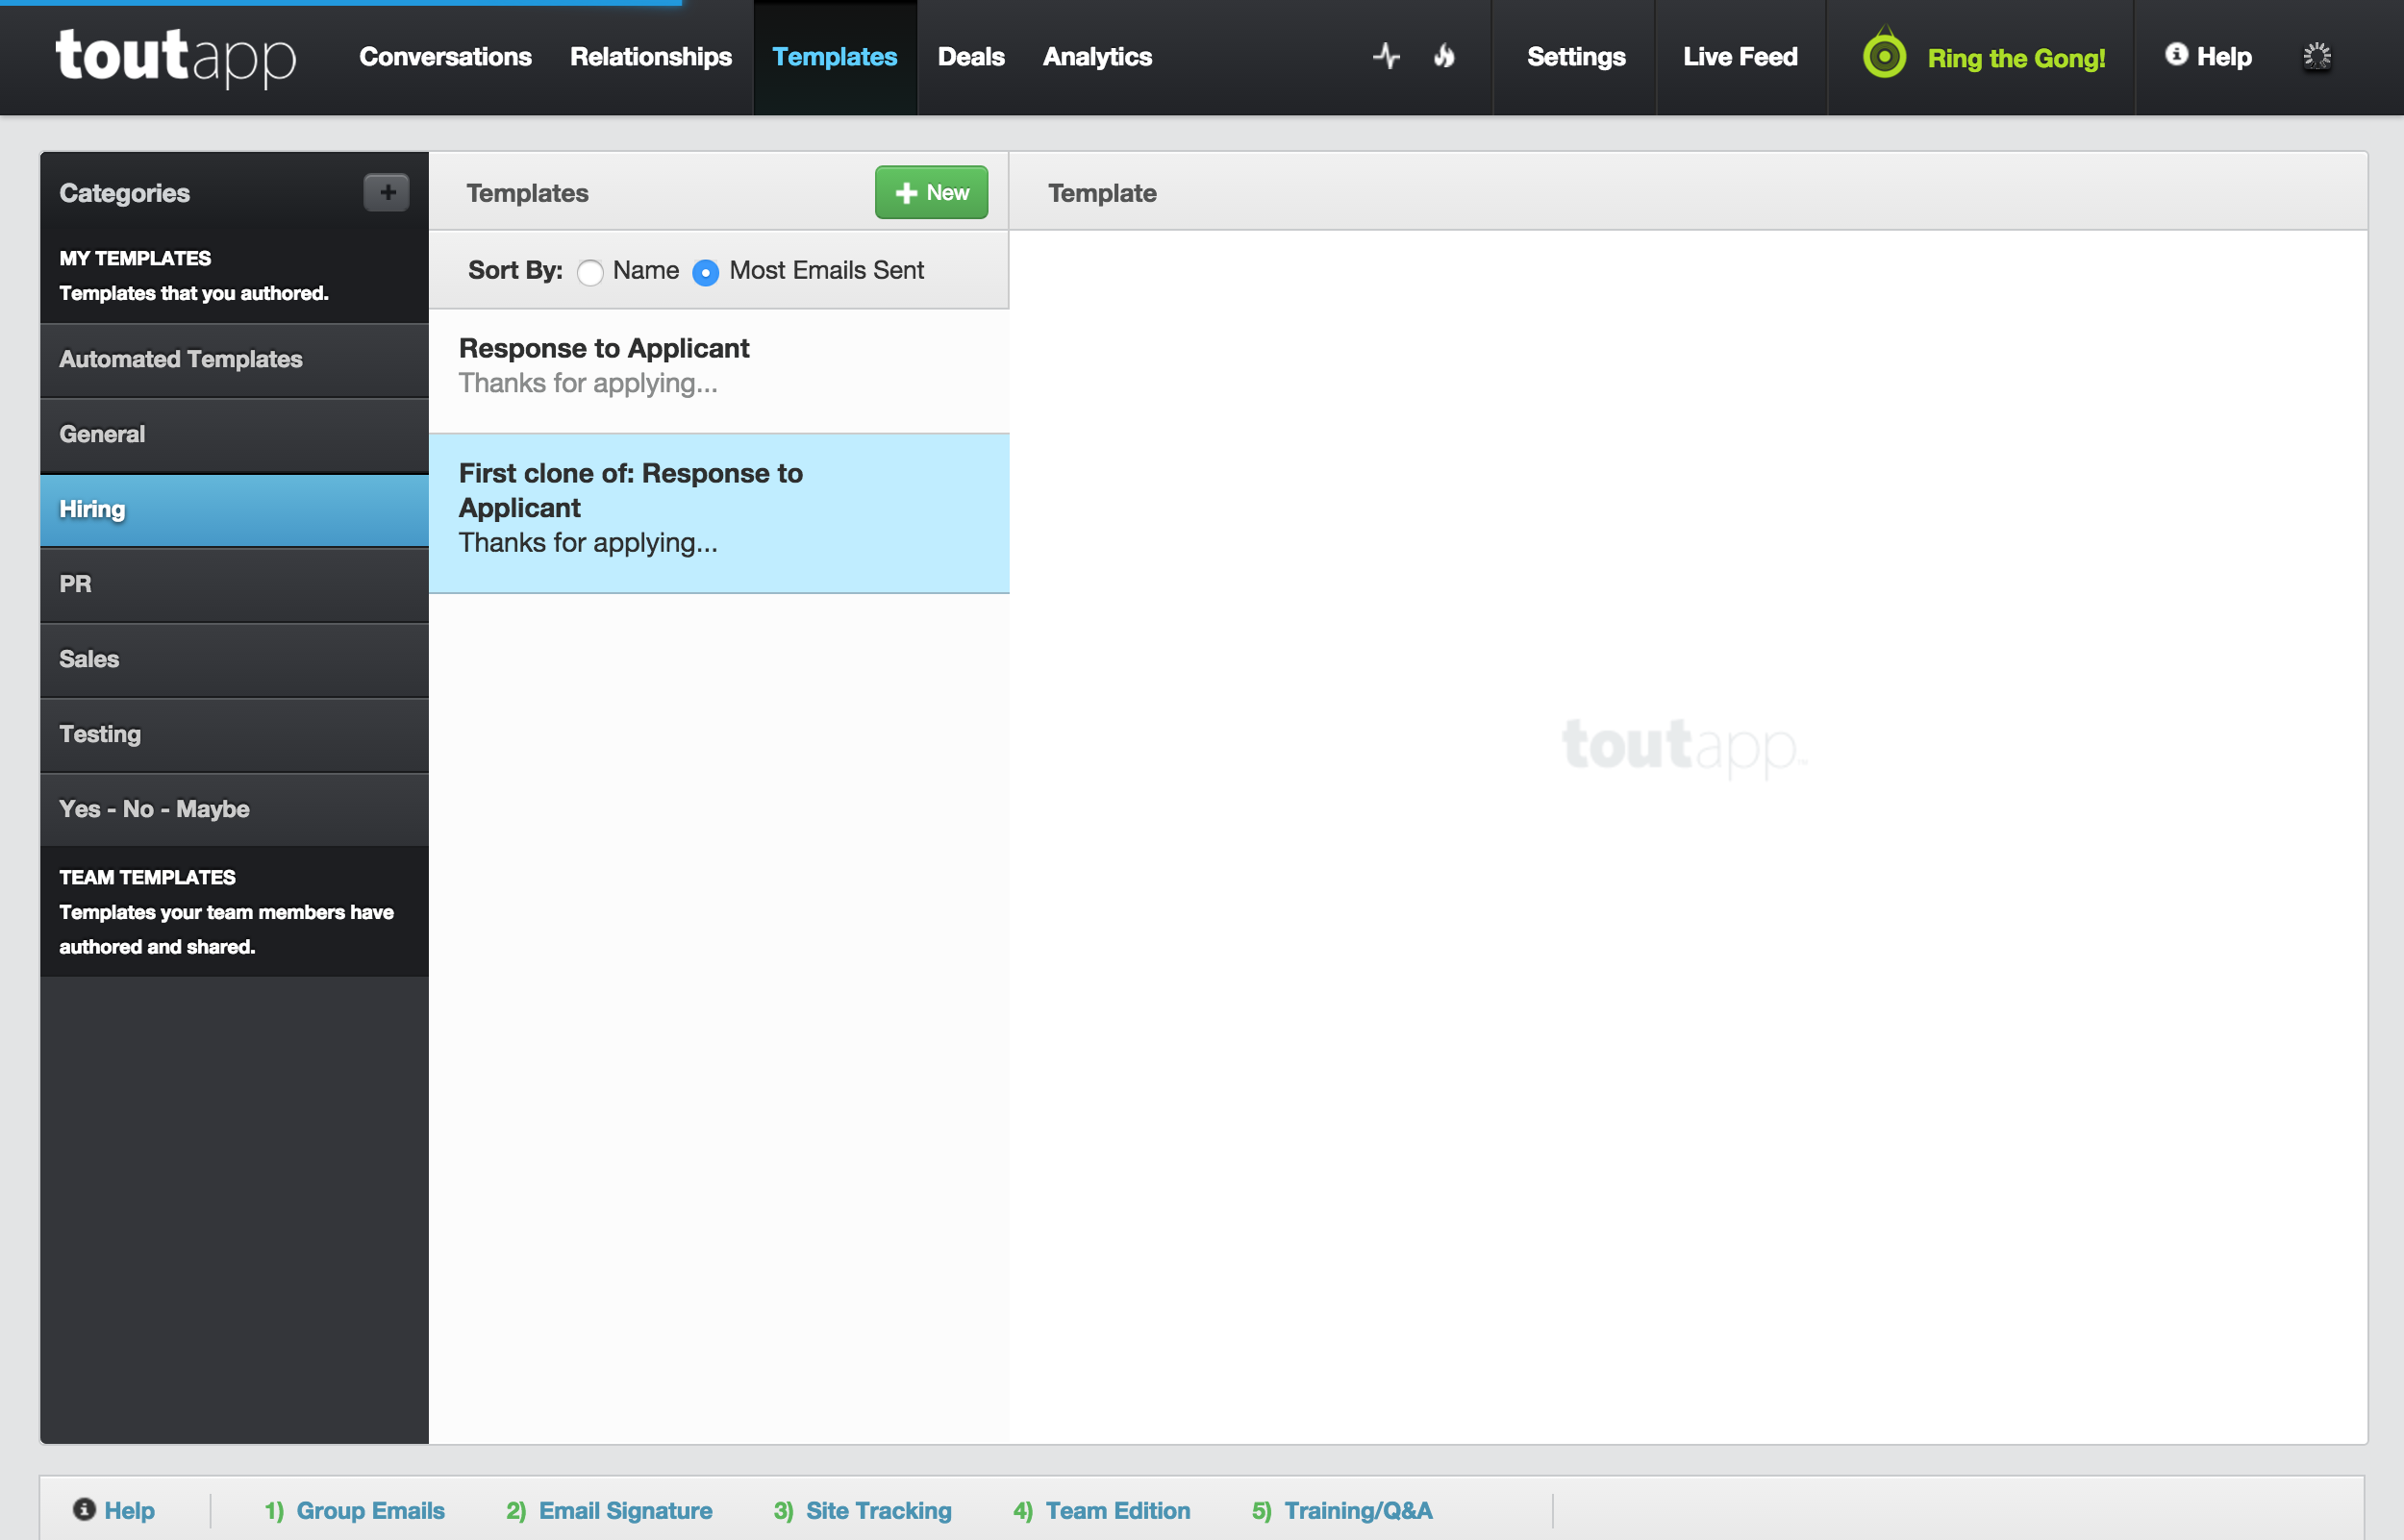 toutapp Conversations Relationships Templates Deals Analytics Settings Live Feed Ring the Gong! Help
Categories
MY TEMPLATES
Templates that you authored.
Automated Templates
General
Hiring
PR
Sales
Testing
Yes - No - Maybe
TEAM TEMPLATES
Templates your team members have
authored and shared.
Templates
New
Sort By: Name Most Emails Sent
Response to Applicant
Thanks for applying...
First clone of: Response to
Applicant
Thanks for applying...
Template
toutapp™
Help 1) Group Emails 2) Email Signature 3) Site Tracking 4) Team Edition 5) Training/Q&A